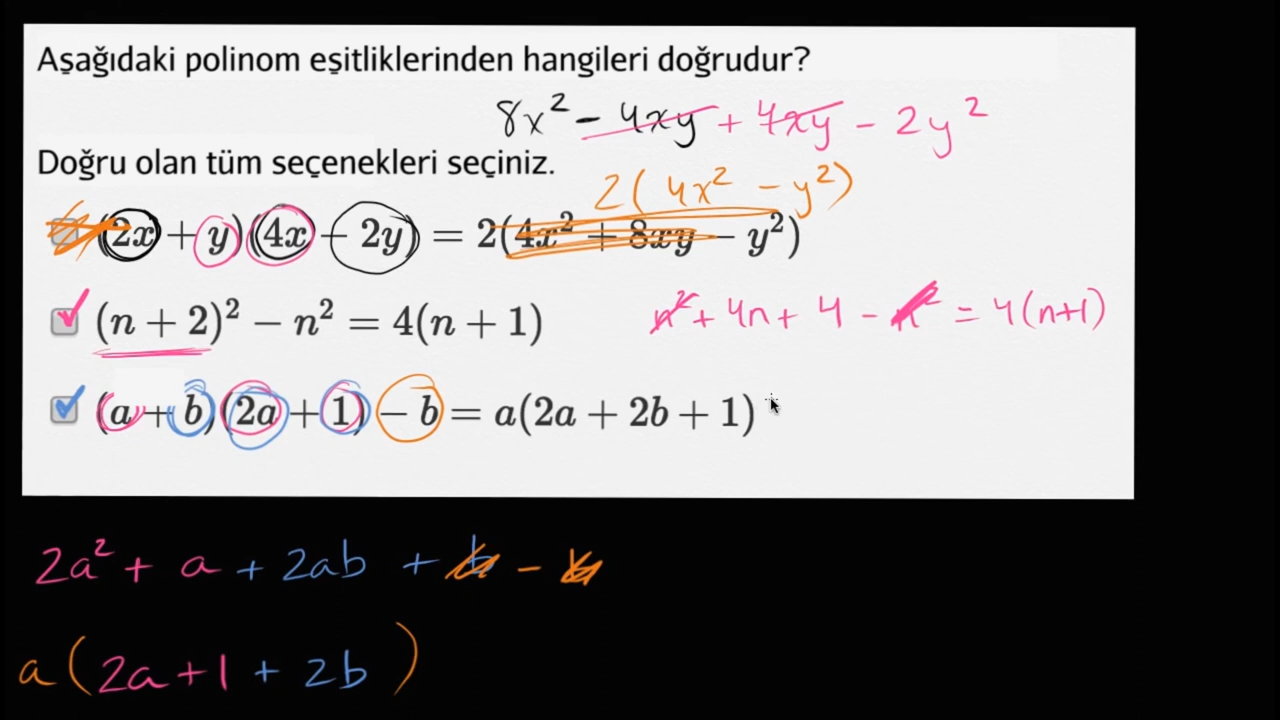 Aşağıdaki polinom eşitliklerinden hangileri doğrudur?
8x² - 4xy + 4xy - 2y²
Doğru olan tüm seçenekleri seçiniz.
2(4x² - y²)
(2x + y)(4x - 2y) = 2(4x² + 8xy - y²)
(n + 2)² - n² = 4(n + 1)
n² + 4n + 4 - n² = 4(n+1)
(a + b)(2a + 1) - b = a(2a + 2b + 1)
2a² + a + 2ab + b - b
a(2a+1 + 2b)